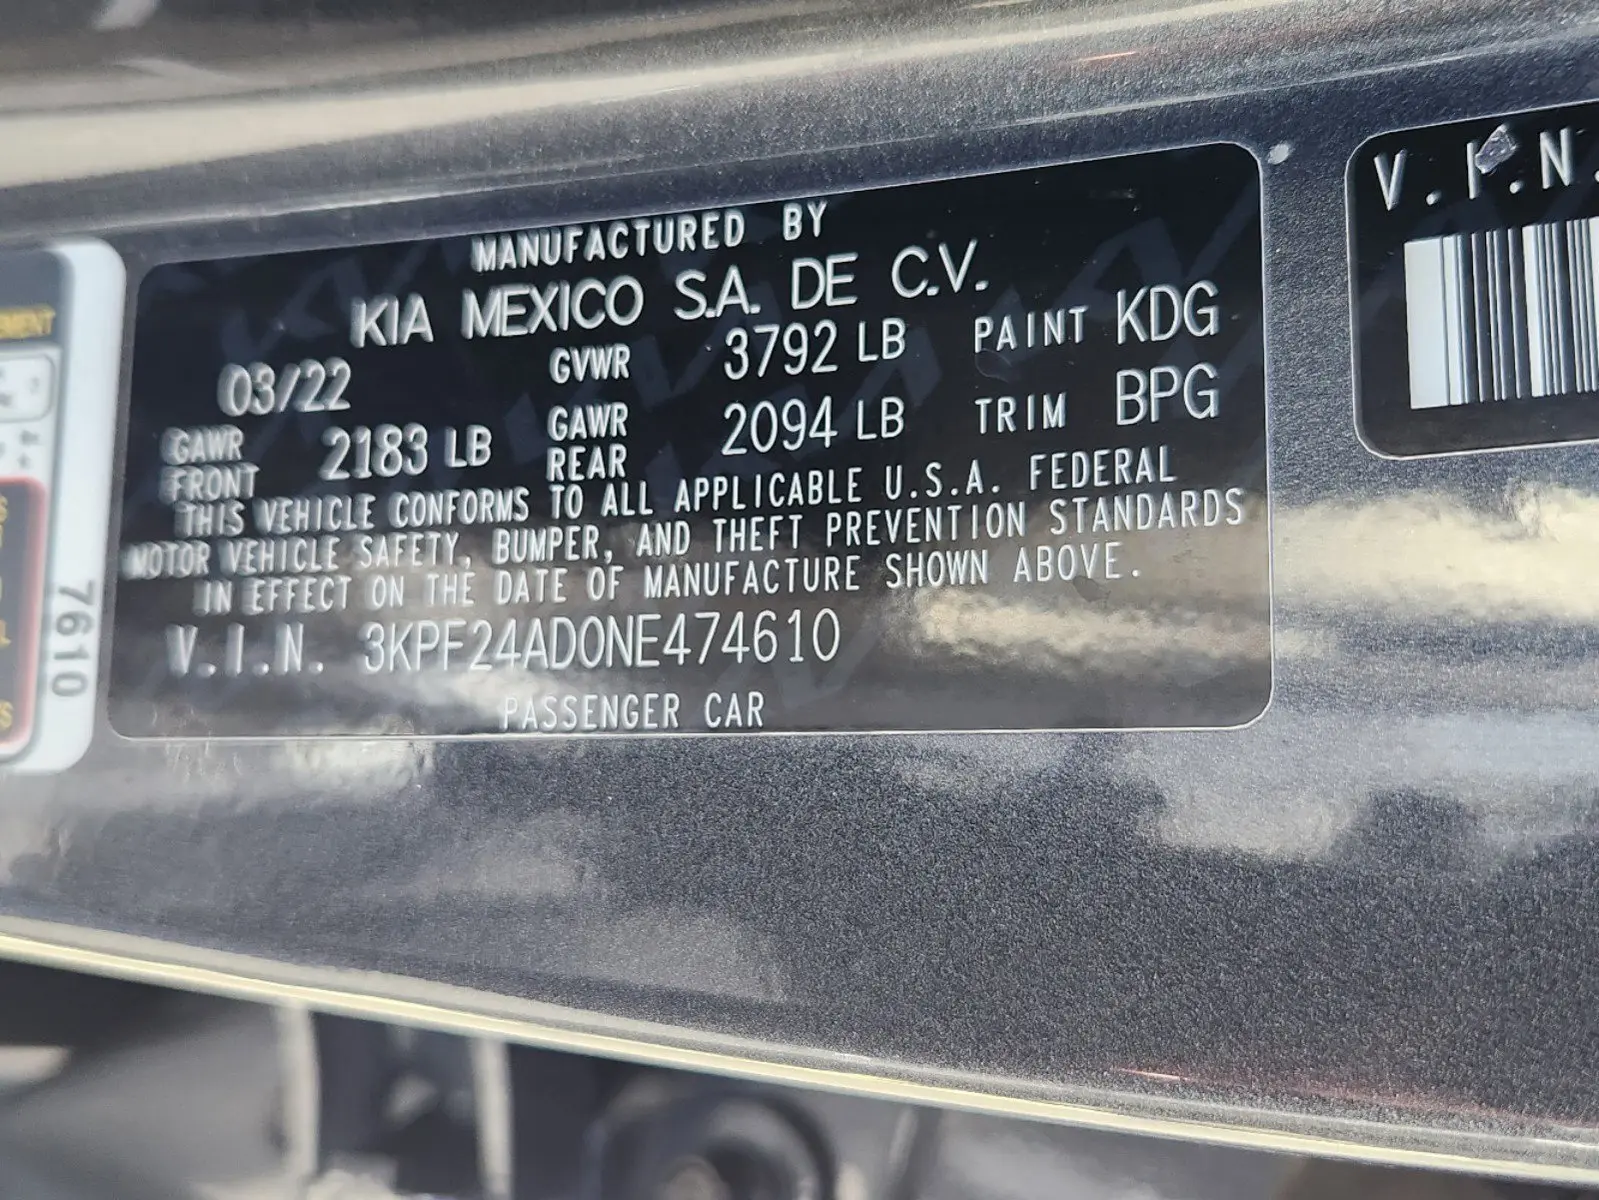 MANUFACTURED BY
KIA MEXICO S.A. DE C.V.
03/22 GVWR 3792 LB PAINT KDG
GAWR FRONT 2183 LB GAWR REAR 2094 LB TRIM BPG
THIS VEHICLE CONFORMS TO ALL APPLICABLE U.S.A. FEDERAL
MOTOR VEHICLE SAFETY, BUMPER, AND THEFT PREVENTION STANDARDS
IN EFFECT ON THE DATE OF MANUFACTURE SHOWN ABOVE.
V.I.N. 3KPF24AD0NE474610
PASSENGER CAR
V.I.N.
7610